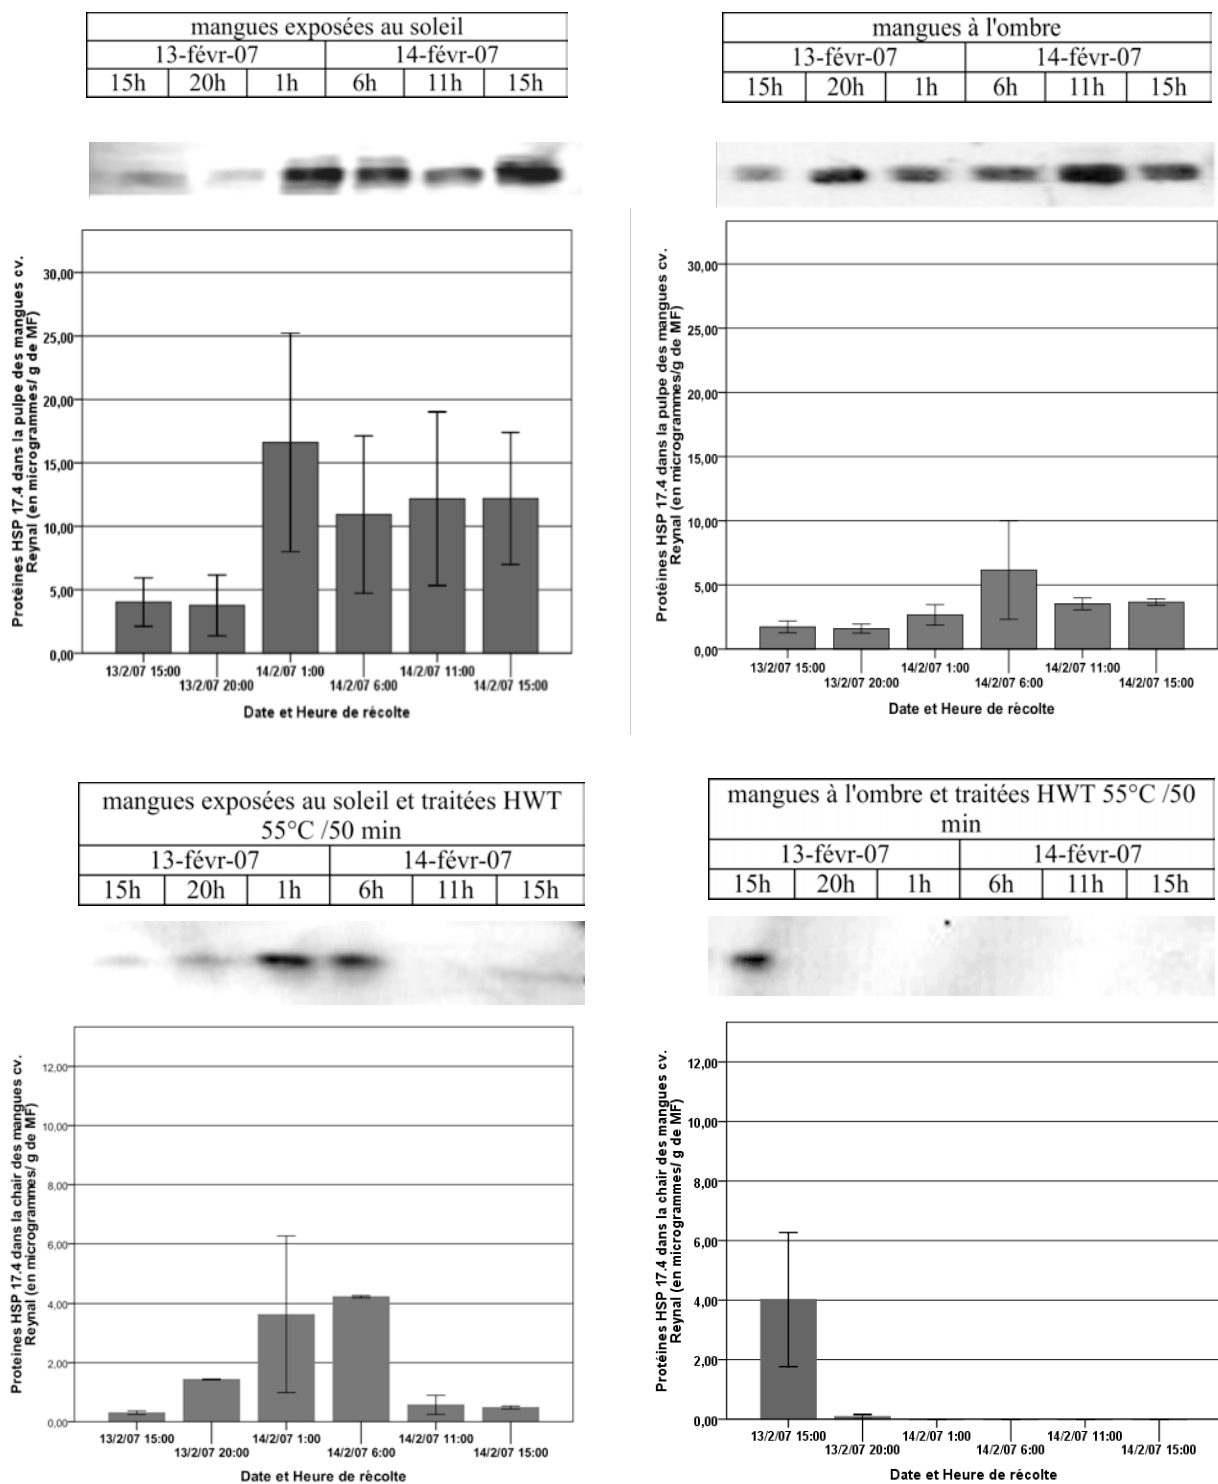 mangues exposées au soleil
13-févr-07 14-févr-07
15h 20h 1h 6h 11h 15h
Protéines HSP 17.4 dans la pulpe des mangues cv.
Reynal (en microgrammes/ g de MF)
30,00
25,00
20,00
15,00
10,00
5,00
0,00
13/2/07 15:00 14/2/07 1:00 14/2/07 11:00
13/2/07 20:00 14/2/07 6:00 14/2/07 15:00
Date et Heure de récolte
mangues à l'ombre
13-févr-07 14-févr-07
15h 20h 1h 6h 11h 15h
Protéines HSP 17.4 dans la pulpe des mangues cv.
Reynal (en microgrammes/g de MF)
30,00
25,00
20,00
15,00
10,00
5,00
0,00
13/2/07 15:00 14/2/07 1:00 14/2/07 11:00
13/2/07 20:00 14/2/07 6:00 14/2/07 15:00
Date et Heure de récolte
mangues exposées au soleil et traitées HWT
55°C /50 min
13-févr-07 14-févr-07
15h 20h 1h 6h 11h 15h
Proteines HSP 17.4 dans la chair des mangues cv.
Reynal (en microgrammes/ g de MF)
12,00
10,00
8,00
6,00
4,00
2,00
0,00
13/2/07 15:00 14/2/07 1:00 14/2/07 11:00
13/2/07 20:00 14/2/07 6:00 14/2/07 15:00
Date et Heure de récolte
mangues à l'ombre et traitées HWT 55°C /50
min
13-févr-07 14-févr-07
15h 20h 1h 6h 11h 15h
Protéines HSP 17.4 dans la chair des mangues cv.
Reynal (en microgrammes/ g de MF)
12,00
10,00
8,00
6,00
4,00
2,00
0,00
13/2/07 15:00 14/2/07 1:00 14/2/07 11:00
13/2/07 20:00 14/2/07 6:00 14/2/07 15:00
Date et Heure de récolte